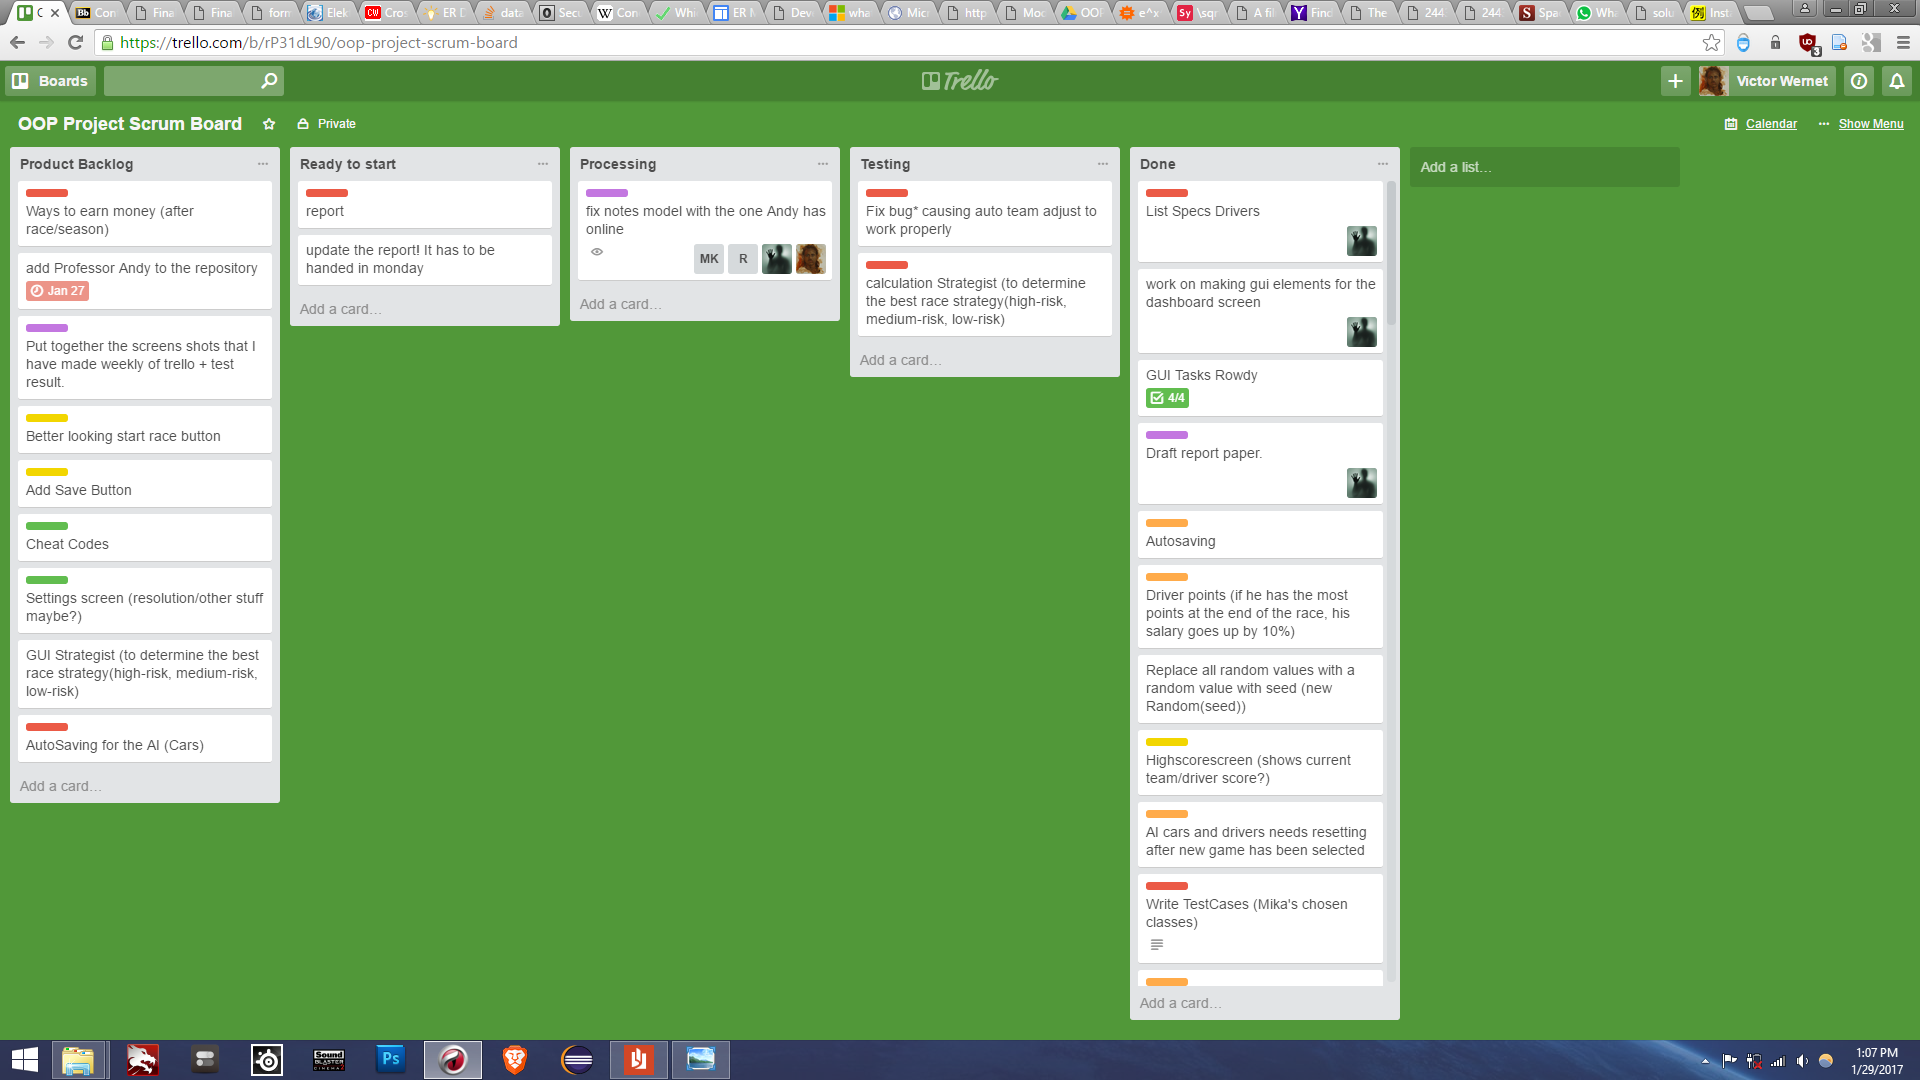 C
Con
Fina
Fina
form
Elek
Cros
ER D
data
Secu
Con
Whi
ER M
Dev
wha
Micr
http
Moc
OOP
e^x
\sqr
A fi
Find
The
244
244
Spa
Wha
solu
Inst
https://trello.com/b/rP31dL90/oop-project-scrum-board
Boards
Trello
Victor Wernet
OOP Project Scrum Board
Private
Calendar
Show Menu
Product Backlog
Ways to earn money (after
race/season)
add Professor Andy to the repository
Jan 27
Put together the screens shots that I
have made weekly of trello + test
result.
Better looking start race button
Add Save Button
Cheat Codes
Settings screen (resolution/other stuff
maybe?)
GUI Strategist (to determine the best
race strategy(high-risk, medium-risk,
low-risk)
AutoSaving for the AI (Cars)
Add a card...
Ready to start
report
update the report! It has to be
handed in monday
Add a card...
Processing
fix notes model with the one Andy has
online
MK
R
Add a card...
Testing
Fix bug* causing auto team adjust to
work properly
calculation Strategist (to determine
the best race strategy(high-risk,
medium-risk, low-risk)
Add a card...
Done
List Specs Drivers
work on making gui elements for the
dashboard screen
GUI Tasks Rowdy
4/4
Draft report paper.
Autosaving
Driver points (if he has the most
points at the end of the race, his
salary goes up by 10%)
Replace all random values with a
random value with seed (new
Random(seed))
Highscorescreen (shows current
team/driver score?)
AI cars and drivers needs resetting
after new game has been selected
Write TestCases (Mika's chosen
classes)
Add a card...
Add a list...
Sound
BLASTER
CINEMA
Ps
1:07 PM
1/29/2017